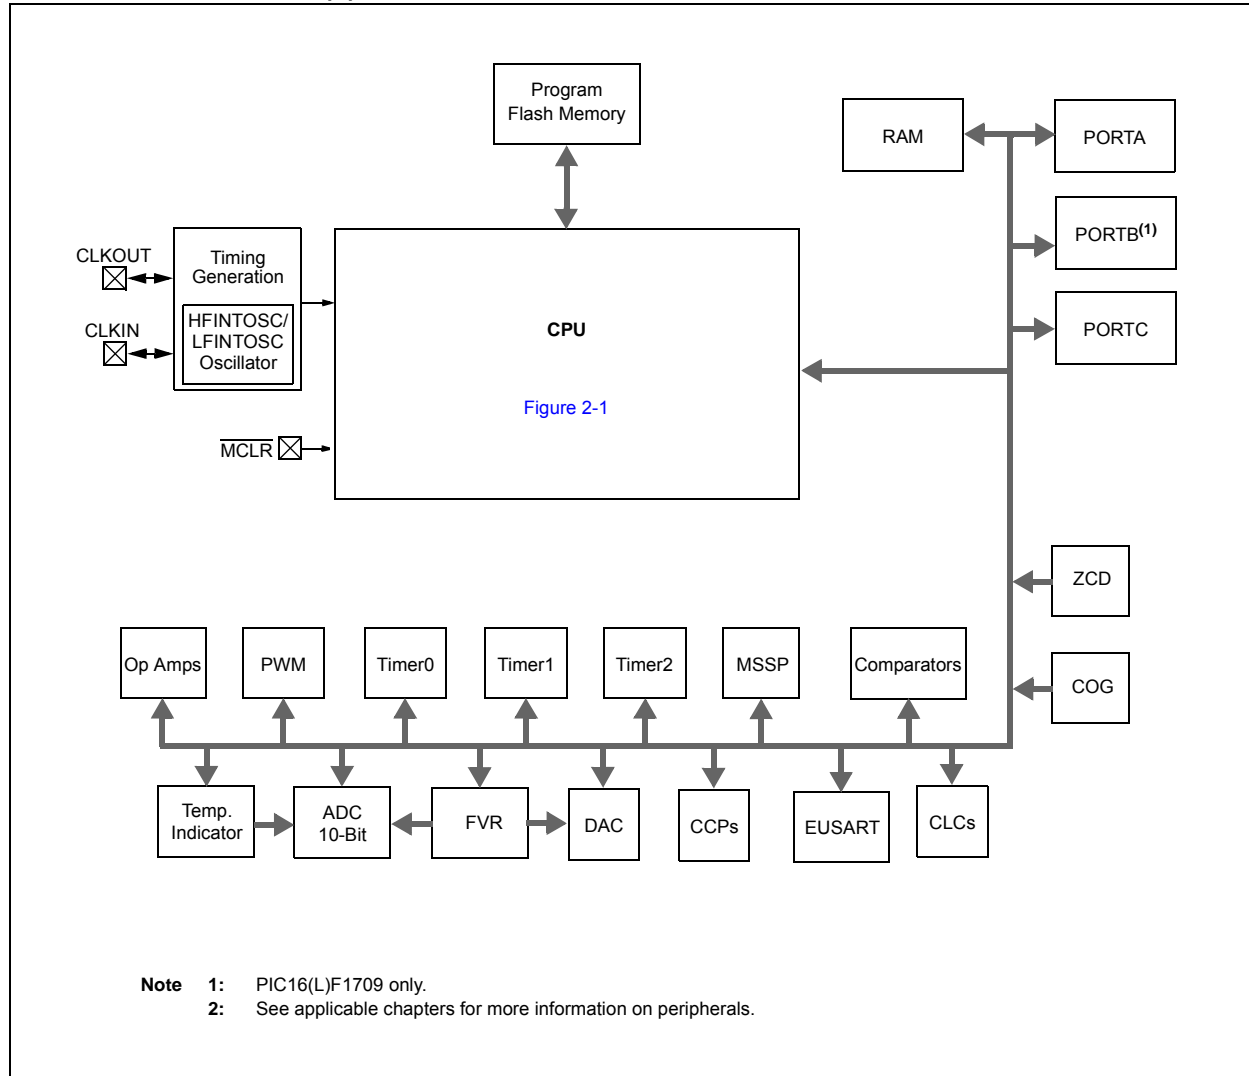 Program
Flash Memory
RAM
PORTA
CLKOUT
Timing
Generation
PORTB(1)
CLKIN
HFINTOSC/
LFINTOSC
Oscillator
CPU
PORTC
Figure 2-1
MCLR
ZCD
Op Amps
PWM
Timer0
Timer1
Timer2
MSSP
Comparators
COG
Temp.
Indicator
ADC
10-Bit
FVR
DAC
CCPs
EUSART
CLCs
Note 1: PIC16(L)F1709 only.
2: See applicable chapters for more information on peripherals.